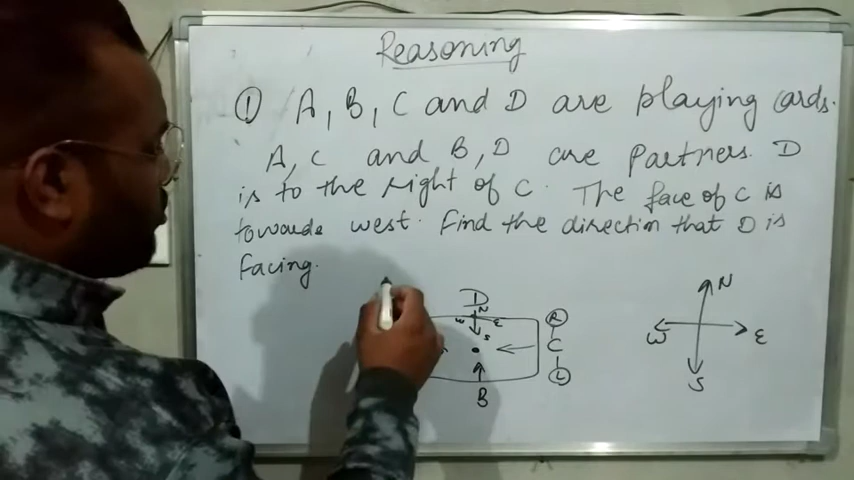 Reasoning
① A, B, C and D are playing cards.
A, C and B, D are Partners. D
is to the right of C. The face of C is
towards west. Find the direction that D is
facing.
D
N
W E
S
R
C
L
B
N
W E
S